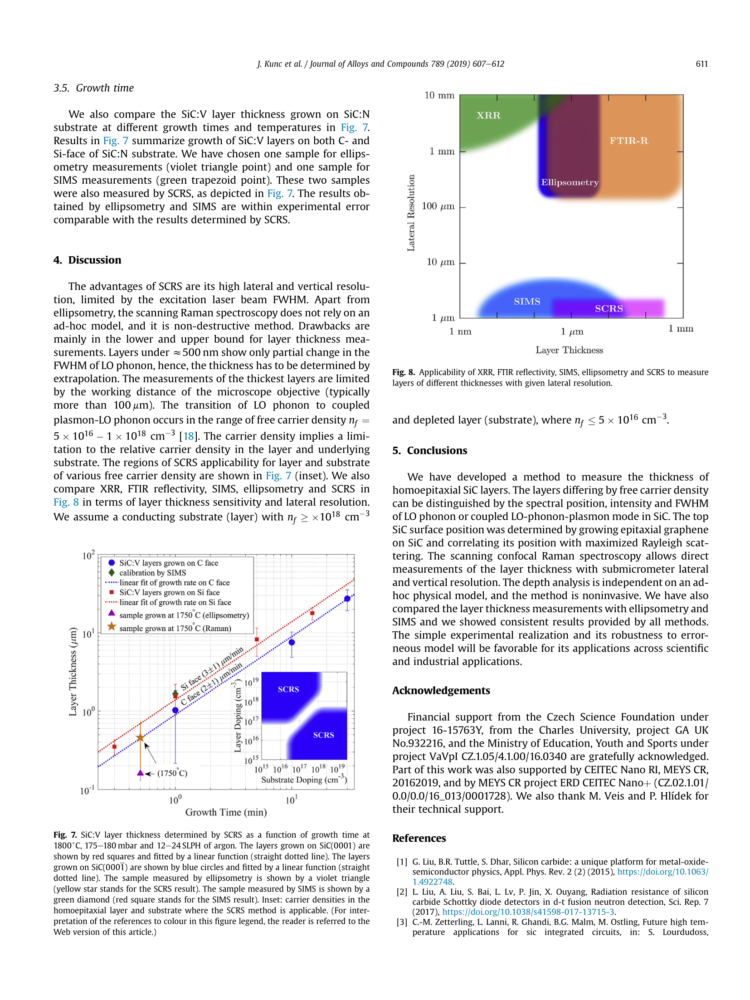 J. Kunc et al. / Journal of Alloys and Compounds 789 (2019) 607–612
611
3.5. Growth time
We also compare the SiC:V layer thickness grown on SiC:N
substrate at different growth times and temperatures in Fig. 7.
Results in Fig. 7 summarize growth of SiC:V layers on both C- and
Si-face of SiC:N substrate. We have chosen one sample for ellips-
ometry measurements (violet triangle point) and one sample for
SIMS measurements (green trapezoid point). These two samples
were also measured by SCRS, as depicted in Fig. 7. The results ob-
tained by ellipsometry and SIMS are within experimental error
comparable with the results determined by SCRS.
4. Discussion
The advantages of SCRS are its high lateral and vertical resolu-
tion, limited by the excitation laser beam FWHM. Apart from
ellipsometry, the scanning Raman spectroscopy does not rely on an
ad-hoc model, and it is non-destructive method. Drawbacks are
mainly in the lower and upper bound for layer thickness mea-
surements. Layers under ≈500 nm show only partial change in the
FWHM of LO phonon, hence, the thickness has to be determined by
extrapolation. The measurements of the thickest layers are limited
by the working distance of the microscope objective (typically
more than 100 μm). The transition of LO phonon to coupled
plasmon-LO phonon occurs in the range of free carrier density n_f =
5 × 10^16 − 1 × 10^18 cm^−3 [18]. The carrier density implies a limi-
tation to the relative carrier density in the layer and underlying
substrate. The regions of SCRS applicability for layer and substrate
of various free carrier density are shown in Fig. 7 (inset). We also
compare XRR, FTIR reflectivity, SIMS, ellipsometry and SCRS in
Fig. 8 in terms of layer thickness sensitivity and lateral resolution.
We assume a conducting substrate (layer) with n_f ≥ ×10^18 cm^−3
10^2
10^1
10^0
10^-1
Layer Thickness (μm)
SiC:V layers grown on C face
calibration by SIMS
linear fit of growth rate on C face
SiC:V layers grown on Si face
linear fit of growth rate on Si face
sample grown at 1750°C (ellipsometry)
sample grown at 1750°C (Raman)
Si face (3±1) μm/min
C face (2±1) μm/min
(1750°C)
Layer Doping (cm^-3)
10^19
10^18
10^17
10^16
10^15
SCRS
SCRS
10^15 10^16 10^17 10^18 10^19
Substrate Doping (cm^-3)
10^0 10^1
Growth Time (min)
Fig. 7. SiC:V layer thickness determined by SCRS as a function of growth time at
1800°C, 175–180 mbar and 12–24 SLPH of argon. The layers grown on SiC(0001) are
shown by red squares and fitted by a linear function (straight dotted line). The layers
grown on SiC(0001̅) are shown by blue circles and fitted by a linear function (straight
dotted line). The sample measured by ellipsometry is shown by a violet triangle
(yellow star stands for the SCRS result). The sample measured by SIMS is shown by a
green diamond (red square stands for the SIMS result). Inset: carrier densities in the
homoepitaxial layer and substrate where the SCRS method is applicable. (For inter-
pretation of the references to colour in this figure legend, the reader is referred to the
Web version of this article.)
10 mm
1 mm
100 μm
10 μm
1 μm
Lateral Resolution
XRR
FTIR-R
Ellipsometry
SIMS
SCRS
1 nm 1 μm 1 mm
Layer Thickness
Fig. 8. Applicability of XRR, FTIR reflectivity, SIMS, ellipsometry and SCRS to measure
layers of different thicknesses with given lateral resolution.
and depleted layer (substrate), where n_f ≤ 5 × 10^16 cm^−3.
5. Conclusions
We have developed a method to measure the thickness of
homoepitaxial SiC layers. The layers differing by free carrier density
can be distinguished by the spectral position, intensity and FWHM
of LO phonon or coupled LO-phonon-plasmon mode in SiC. The top
SiC surface position was determined by growing epitaxial graphene
on SiC and correlating its position with maximized Rayleigh scat-
tering. The scanning confocal Raman spectroscopy allows direct
measurements of the layer thickness with submicrometer lateral
and vertical resolution. The depth analysis is independent on an ad-
hoc physical model, and the method is noninvasive. We have also
compared the layer thickness measurements with ellipsometry and
SIMS and we showed consistent results provided by all methods.
The simple experimental realization and its robustness to error-
neous model will be favorable for its applications across scientific
and industrial applications.
Acknowledgements
Financial support from the Czech Science Foundation under
project 16-15763Y, from the Charles University, project GA UK
No.932216, and the Ministry of Education, Youth and Sports under
project VaVpI CZ.1.05/4.1.00/16.0340 are gratefully acknowledged.
Part of this work was also supported by CEITEC Nano RI, MEYS CR,
20162019, and by MEYS CR project ERD CEITEC Nano+ (CZ.02.1.01/
0.0/0.0/16_013/0001728). We also thank M. Veis and P. Hlídek for
their technical support.
References
[1] G. Liu, B.R. Tuttle, S. Dhar, Silicon carbide: a unique platform for metal-oxide-
semiconductor physics, Appl. Phys. Rev. 2 (2) (2015), https://doi.org/10.1063/
1.4922748.
[2] L. Liu, A. Liu, S. Bai, L. Lv, P. Jin, X. Ouyang, Radiation resistance of silicon
carbide Schottky diode detectors in d-t fusion neutron detection, Sci. Rep. 7
(2017), https://doi.org/10.1038/s41598-017-13715-3.
[3] C.-M. Zetterling, L. Lanni, R. Ghandi, B.G. Malm, M. Ostling, Future high tem-
perature applications for sic integrated circuits, in: S. Lourdudoss,